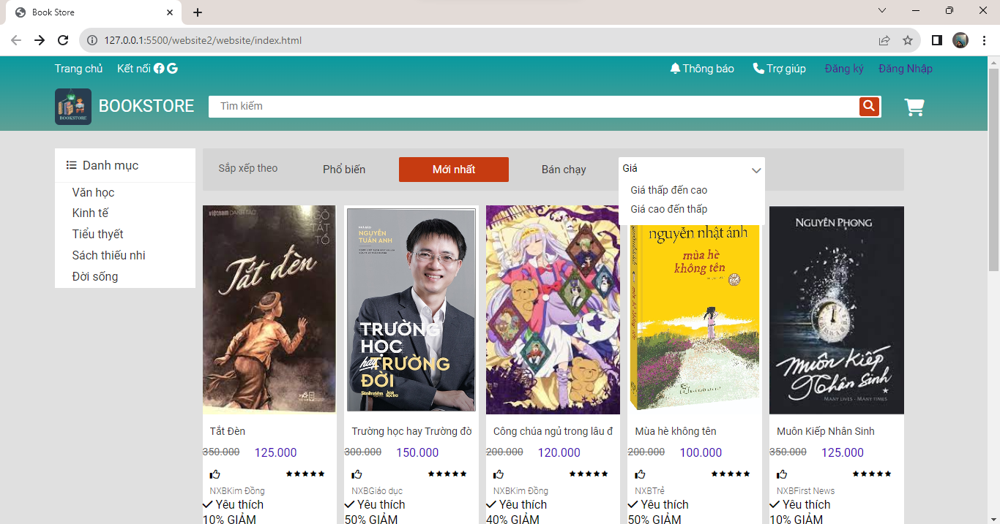 Book Store
127.0.0.1:5500/website2/website/index.html
Trang chủ Kết nối Thông báo Trợ giúp Đăng ký Đăng Nhập
BOOKSTORE BOOKSTORE Tìm kiếm
Danh mục
Văn học
Kinh tế
Tiểu thyết
Sách thiếu nhi
Đời sống
Sắp xếp theo Phổ biến Mới nhất Bán chạy Giá
Giá thấp đến cao
Giá cao đến thấp
việtnam DANH TÁC
NGÔ
TẤT
TỐ
Tắt đèn
NHÀ BÁO
NGUYỄN
TUẤN ANH
TRƯỜNG
HỌC
hay TRƯỜNG
ĐỜI
Sinhviên hoahọctrò
nguyễn nhật ánh
mùa hè
không tên
NGUYÊN PHONG
Muôn Kiếp
Nhân Sinh
MANY LIVES - MANY TIMES
Tắt Đèn
350.000 125.000
NXBKim Đồng
Yêu thích
10% GIẢM
Trường học hay Trường đờ
300.000 150.000
NXBGiáo dục
Yêu thích
50% GIẢM
Công chúa ngủ trong lâu đ
200.000 120.000
NXBKim Đồng
Yêu thích
40% GIẢM
Mùa hè không tên
200.000 100.000
NXBTrẻ
Yêu thích
50% GIẢM
Muôn Kiếp Nhân Sinh
350.000 125.000
NXBFirst News
Yêu thích
10% GIẢM